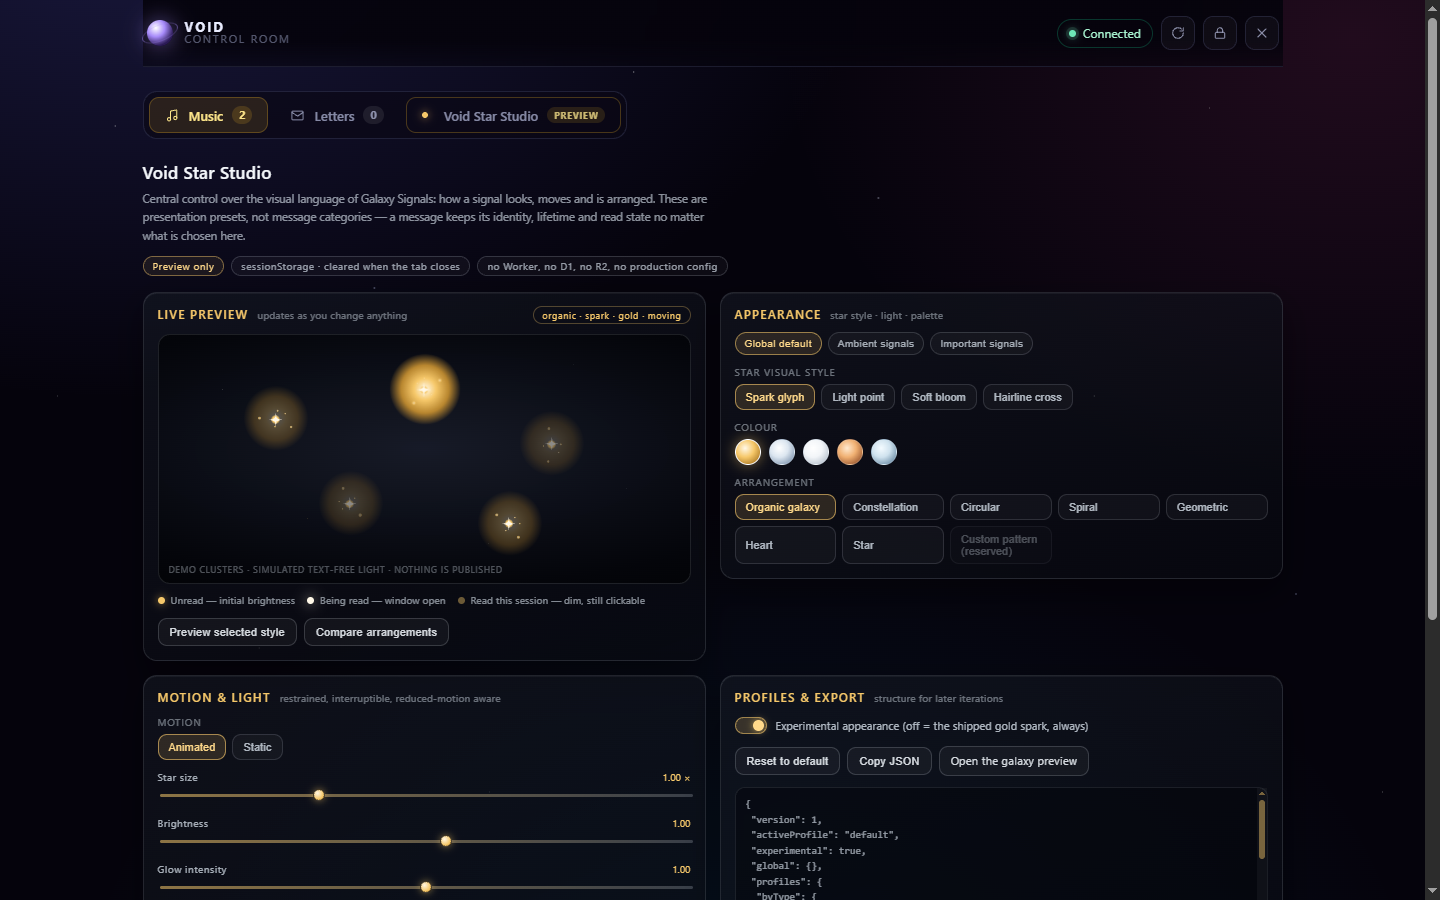 VOID
CONTROL ROOM
Connected
Music 2
Letters 0
Void Star Studio PREVIEW
Void Star Studio
Central control over the visual language of Galaxy Signals: how a signal looks, moves and is arranged. These are
presentation presets, not message categories — a message keeps its identity, lifetime and read state no matter
what is chosen here.
Preview only
sessionStorage · cleared when the tab closes
no Worker, no D1, no R2, no production config
LIVE PREVIEW updates as you change anything
organic · spark · gold · moving
DEMO CLUSTERS · SIMULATED TEXT-FREE LIGHT · NOTHING IS PUBLISHED
Unread — initial brightness
Being read — window open
Read this session — dim, still clickable
Preview selected style
Compare arrangements
APPEARANCE star style · light · palette
Global default
Ambient signals
Important signals
STAR VISUAL STYLE
Spark glyph
Light point
Soft bloom
Hairline cross
COLOUR
ARRANGEMENT
Organic galaxy
Constellation
Circular
Spiral
Geometric
Heart
Star
Custom pattern
(reserved)
MOTION & LIGHT restrained, interruptible, reduced-motion aware
MOTION
Animated
Static
Star size 1.00 ×
Brightness 1.00
Glow intensity 1.00
PROFILES & EXPORT structure for later iterations
Experimental appearance (off = the shipped gold spark, always)
Reset to default
Copy JSON
Open the galaxy preview
{
"version": 1,
"activeProfile": "default",
"experimental": true,
"global": {},
"profiles": {
"byType": {